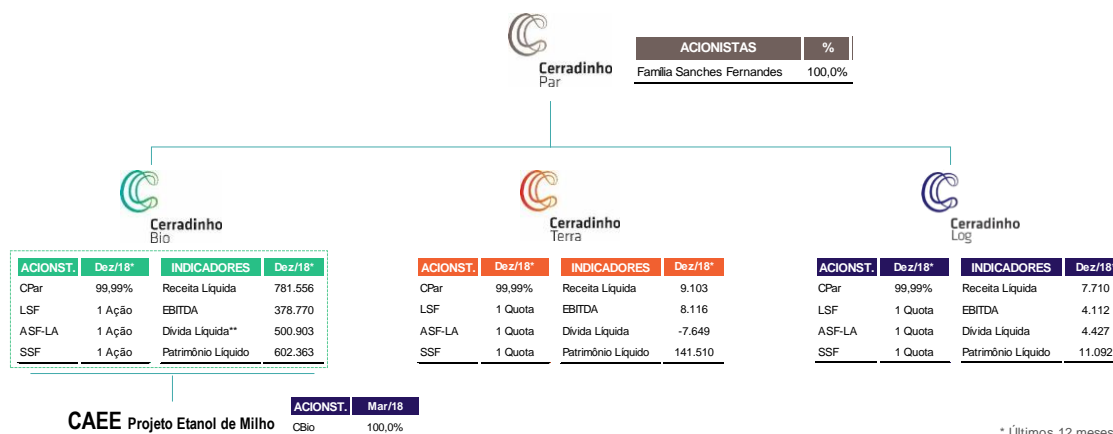 Cerradinho
Par
ACIONISTAS %
Família Sanches Fernandes 100,0%
Cerradinho
Bio
Cerradinho
Terra
Cerradinho
Log
ACIONST. Dez/18* INDICADORES Dez/18*
CPar 99,99% Receita Líquida 781.556
LSF 1 Ação EBITDA 378.770
ASF-LA 1 Ação Dívida Líquida** 500.903
SSF 1 Ação Patrimônio Líquido 602.363
ACIONST. Dez/18* INDICADORES Dez/18*
CPar 99,99% Receita Líquida 9.103
LSF 1 Quota EBITDA 8.116
ASF-LA 1 Quota Dívida Líquida -7.649
SSF 1 Quota Patrimônio Líquido 141.510
ACIONST. Dez/18* INDICADORES Dez/18*
CPar 99,99% Receita Líquida 7.710
LSF 1 Quota EBITDA 4.112
ASF-LA 1 Quota Dívida Líquida 4.427
SSF 1 Quota Patrimônio Líquido 11.092
CAEE Projeto Etanol de Milho
ACIONST. Mar/18
CBio 100,0%
* Últimos 12 meses